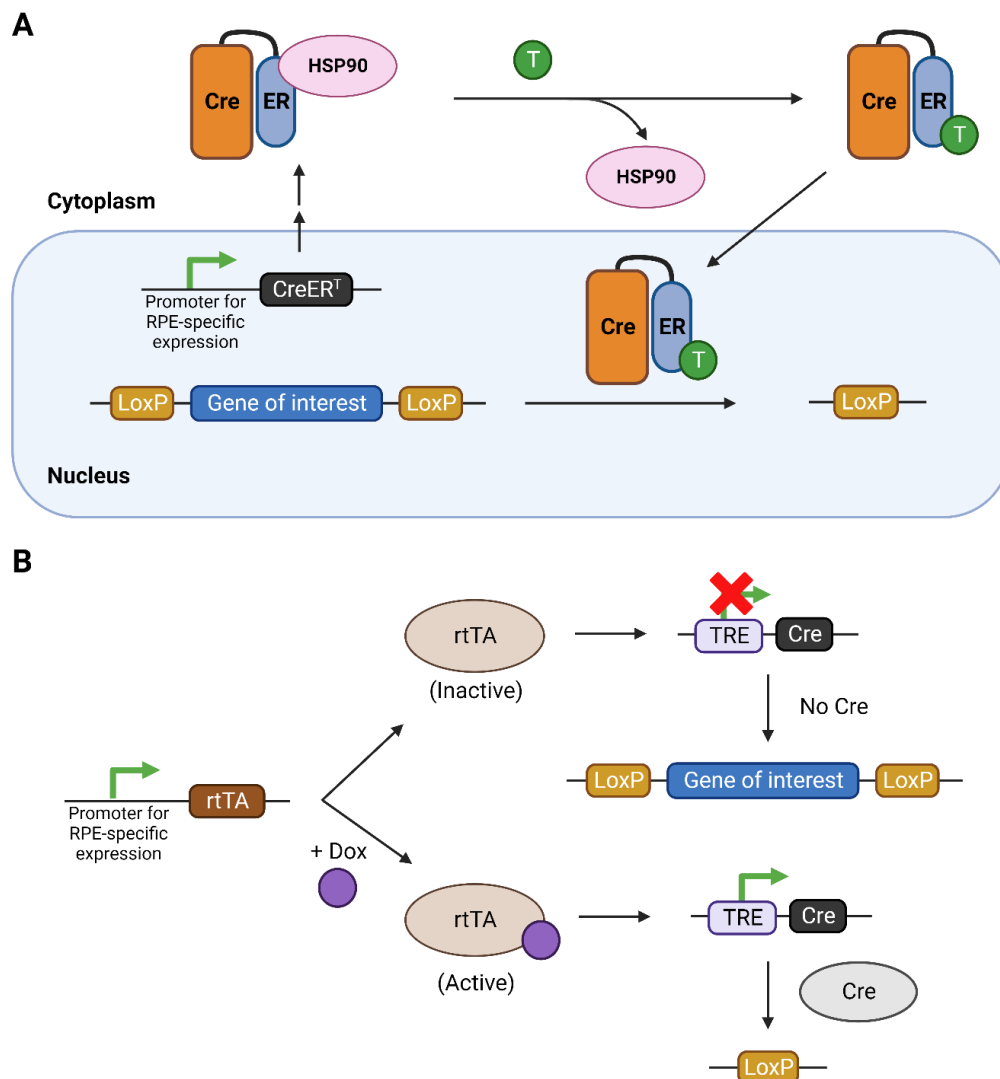 A
Cre
ER
HSP90
T
Cre
ER
T
HSP90
Cytoplasm
CreERᵀ
Promoter for
RPE-specific
expression
Cre
ER
T
LoxP
Gene of interest
LoxP
LoxP
Nucleus
B
rtTA
(Inactive)
TRE
Cre
No Cre
LoxP
Gene of interest
LoxP
rtTA
Promoter for
RPE-specific
expression
+ Dox
rtTA
(Active)
TRE
Cre
Cre
LoxP